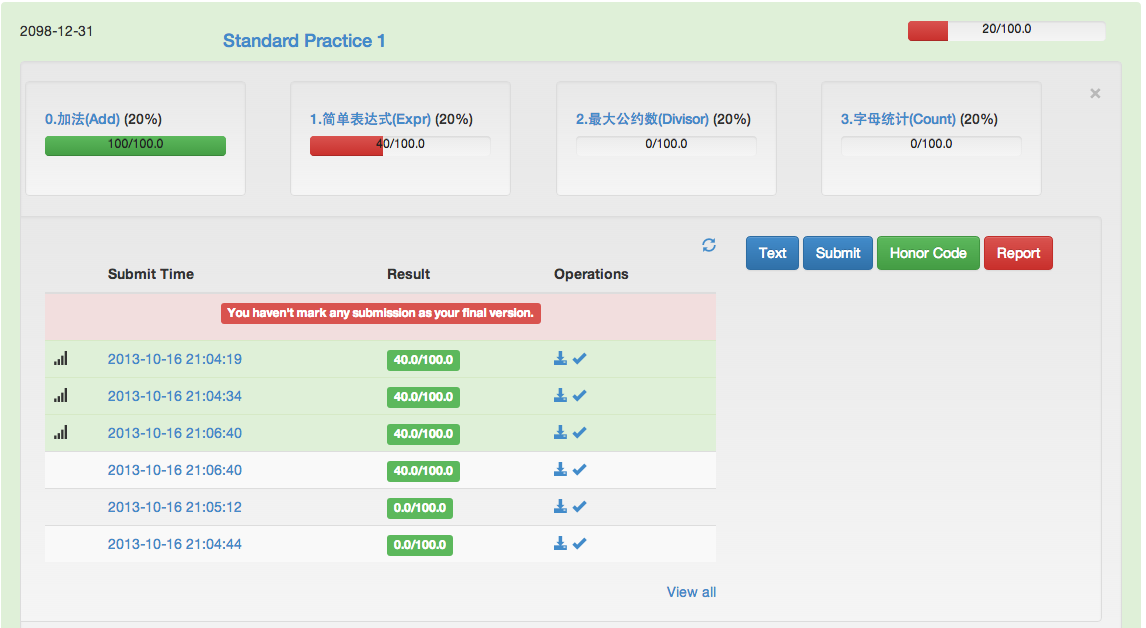 2098-12-31
Standard Practice 1
20/100.0
×
0.加法(Add) (20%)
100/100.0
1.简单表达式(Expr) (20%)
40/100.0
2.最大公约数(Divisor) (20%)
0/100.0
3.字母统计(Count) (20%)
0/100.0
Text Submit Honor Code Report
Submit Time Result Operations
You haven't mark any submission as your final version.
2013-10-16 21:04:19 40.0/100.0
2013-10-16 21:04:34 40.0/100.0
2013-10-16 21:06:40 40.0/100.0
2013-10-16 21:06:40 40.0/100.0
2013-10-16 21:05:12 0.0/100.0
2013-10-16 21:04:44 0.0/100.0
View all